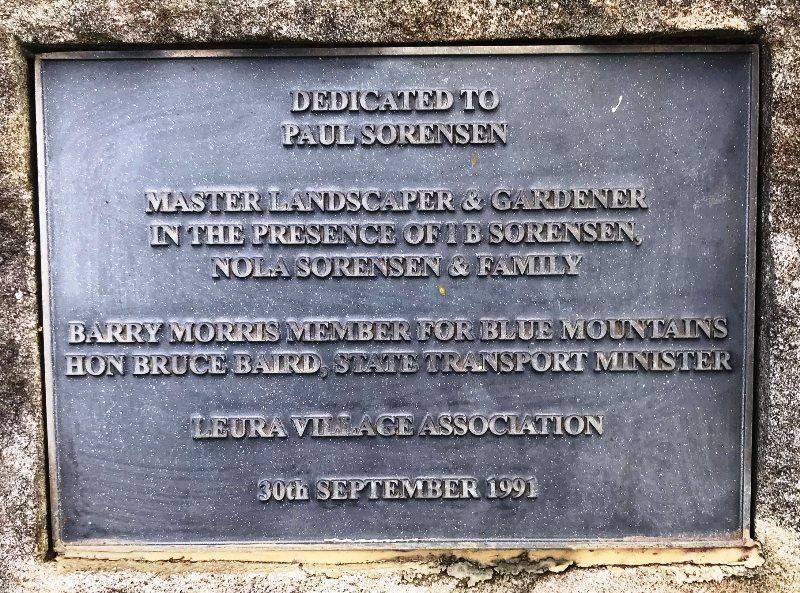 DEDICATED TO
PAUL SORENSEN
MASTER LANDSCAPER & GARDENER
IN THE PRESENCE OF I B SORENSEN,
NOLA SORENSEN & FAMILY
BARRY MORRIS MEMBER FOR BLUE MOUNTAINS
HON BRUCE BAIRD, STATE TRANSPORT MINISTER
LEURA VILLAGE ASSOCIATION
30th SEPTEMBER 1991